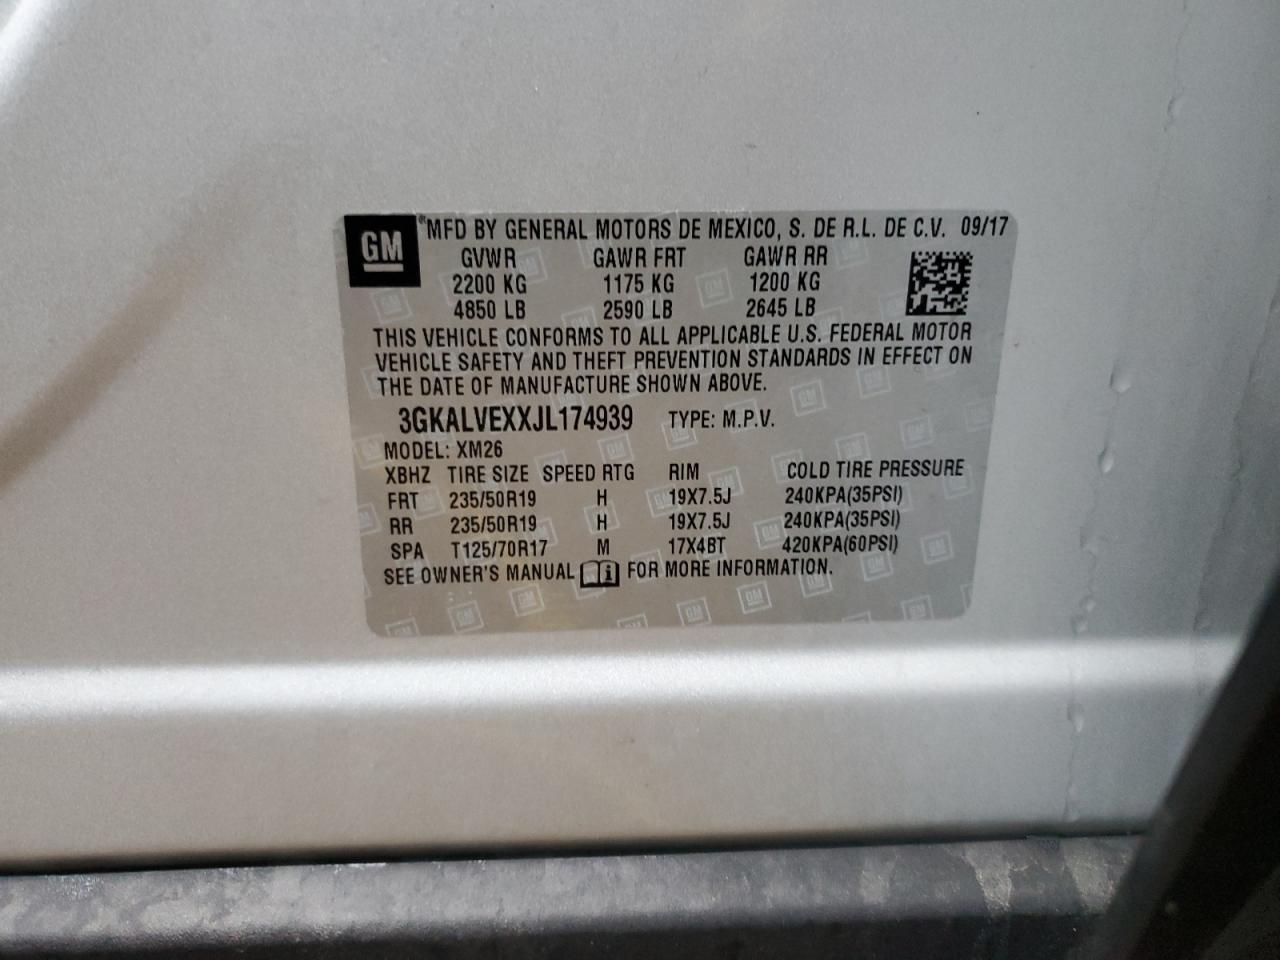 GM ® MFD BY GENERAL MOTORS DE MEXICO, S. DE R.L. DE C.V. 09/17
GVWR GAWR FRT GAWR RR
2200 KG 1175 KG 1200 KG
4850 LB 2590 LB 2645 LB
THIS VEHICLE CONFORMS TO ALL APPLICABLE U.S. FEDERAL MOTOR
VEHICLE SAFETY AND THEFT PREVENTION STANDARDS IN EFFECT ON
THE DATE OF MANUFACTURE SHOWN ABOVE.
3GKALVEXXJL174939 TYPE: M.P.V.
MODEL: XM26
XBHZ TIRE SIZE SPEED RTG RIM COLD TIRE PRESSURE
FRT 235/50R19 H 19X7.5J 240KPA(35PSI)
RR 235/50R19 H 19X7.5J 240KPA(35PSI)
SPA T125/70R17 M 17X4BT 420KPA(60PSI)
SEE OWNER'S MANUAL i FOR MORE INFORMATION.